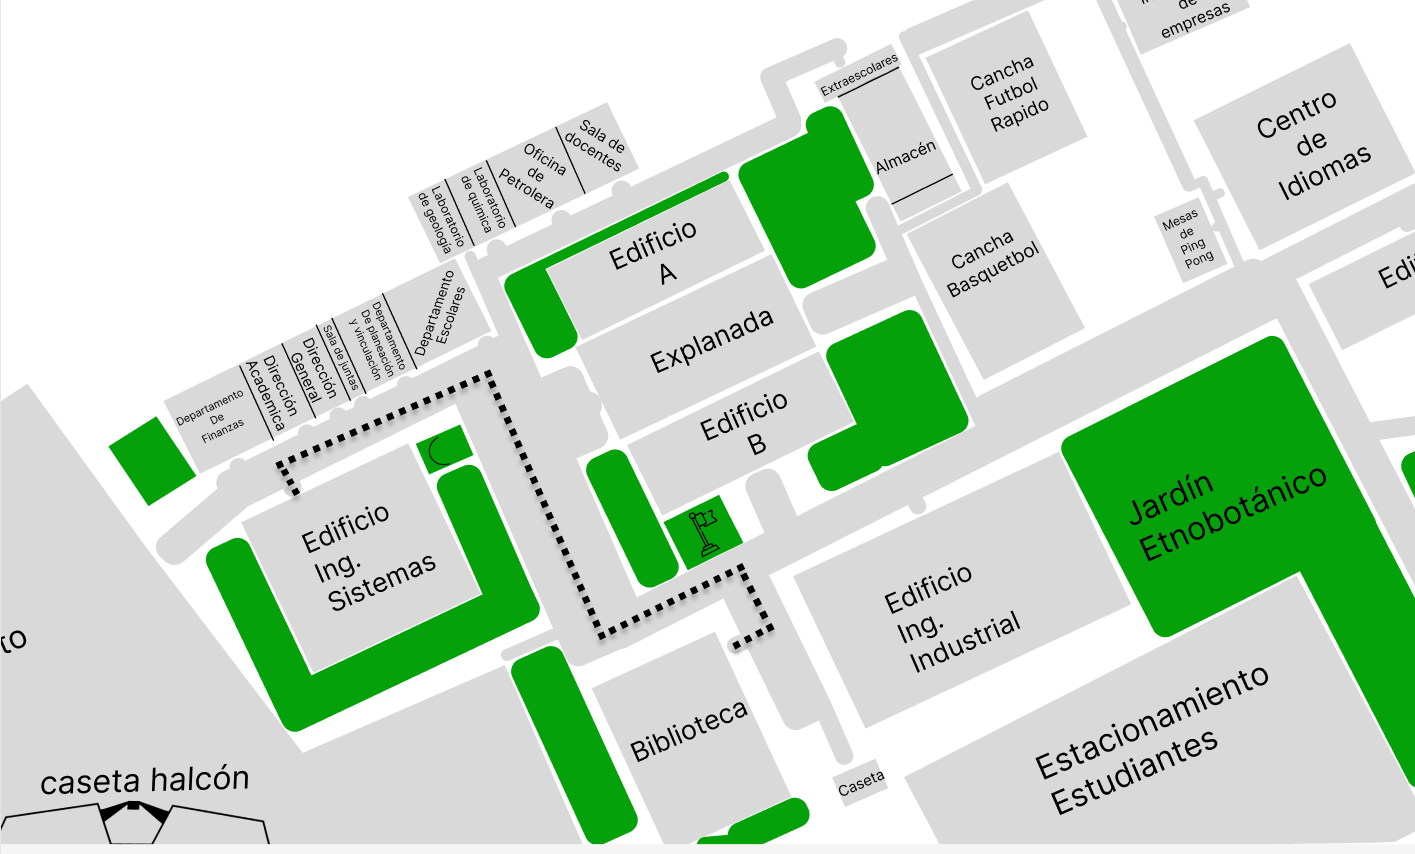 de
empresas
Extraescolares
Cancha
Futbol
Rapido
Centro
de
Idiomas
Sala de
docentes
Oficina
de
Petrolera
Laboratorio
de quimica
Laboratorio
de geología
Almacén
Mesas
de
Ping
Pong
Edificio
A
Cancha
Basquetbol
Edi
Departamento
Escolares
Departamento
De planeación
y vinculación
Sala de juntas
Dirección
General
Dirección
Academica
Departamento
De
Finanzas
Explanada
Edificio
B
Edificio
Ing.
Sistemas
Jardín
Etnobotánico
Edificio
Ing.
Industrial
to
Biblioteca
Estacionamiento
Estudiantes
Caseta
caseta halcón